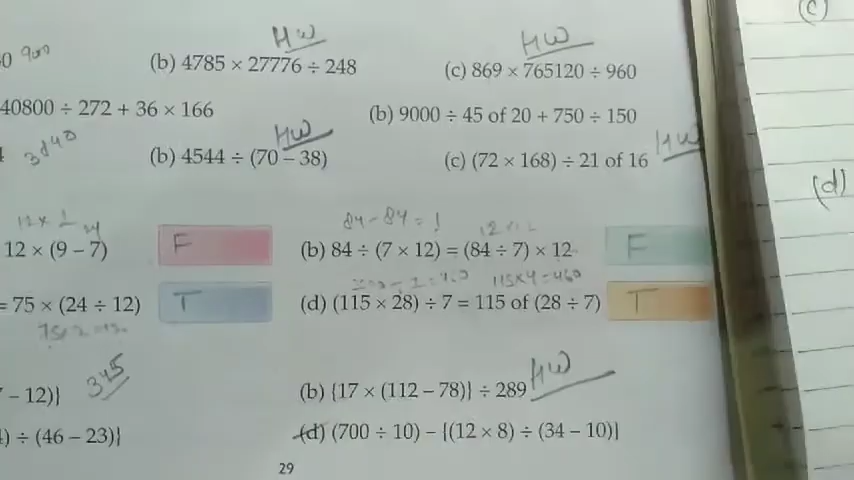 HW HW (c)
0 900 (b) 4785 × 27776 ÷ 248 (c) 869 × 765120 ÷ 960
40800 ÷ 272 + 36 × 166 (b) 9000 ÷ 45 of 20 + 750 ÷ 150
3840 HW HW
(b) 4544 ÷ (70 – 38) (c) (72 × 168) ÷ 21 of 16 (d)
84 – 84 = 1
12 × (9 – 7) F (b) 84 ÷ (7 × 12) = (84 ÷ 7) × 12 F
115×4=460
= 75 × (24 ÷ 12) T (d) (115 × 28) ÷ 7 = 115 of (28 ÷ 7) T
– 12)} 345 (b) {17 × (112 – 78)} ÷ 289 HW
) ÷ (46 – 23)} (d) (700 ÷ 10) – {(12 × 8) ÷ (34 – 10)}
29